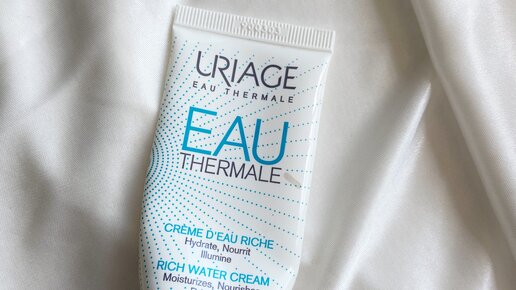 URIAGE
EAU THERMALE
EAU
THERMALE
CRÈME D'EAU RICHE
Hydrate, Nourrit
Illumine
RICH WATER CREAM
Moisturizes, Nourishes